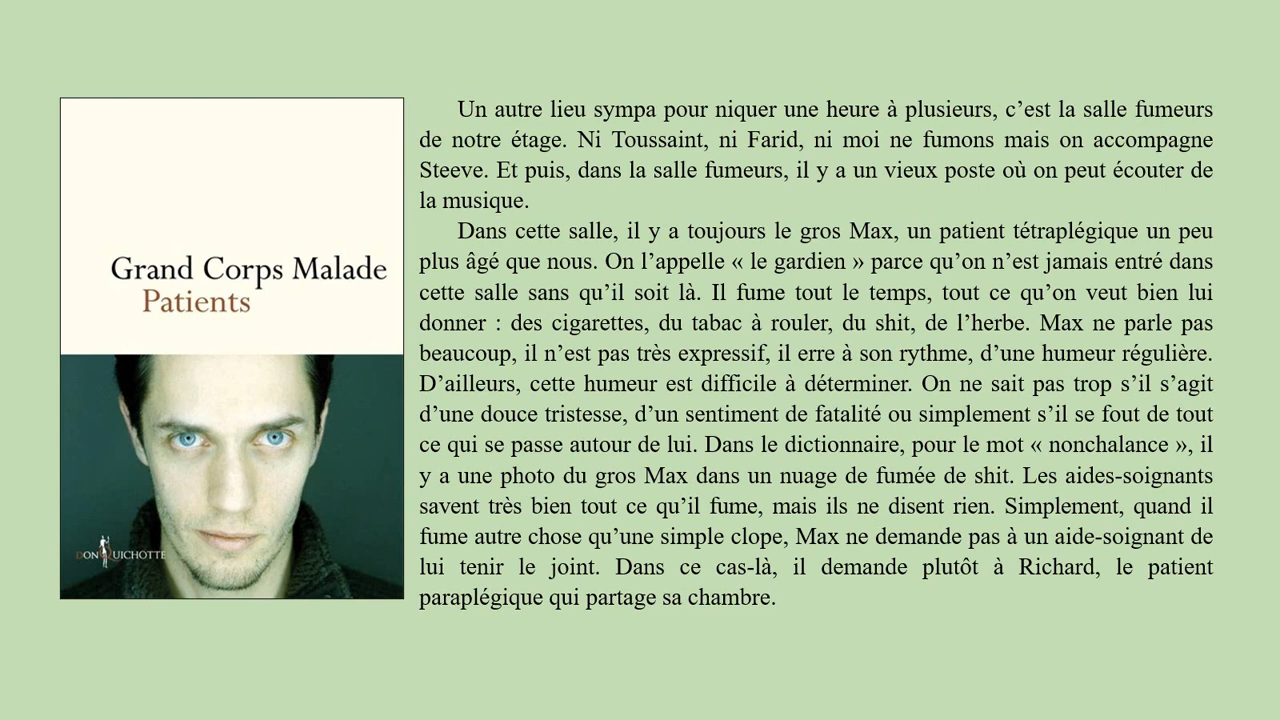 Grand Corps Malade
Patients
DON QUICHOTTE
Un autre lieu sympa pour niquer une heure à plusieurs, c’est la salle fumeurs
de notre étage. Ni Toussaint, ni Farid, ni moi ne fumons mais on accompagne
Steeve. Et puis, dans la salle fumeurs, il y a un vieux poste où on peut écouter de
la musique.
Dans cette salle, il y a toujours le gros Max, un patient tétraplégique un peu
plus âgé que nous. On l’appelle « le gardien » parce qu’on n’est jamais entré dans
cette salle sans qu’il soit là. Il fume tout le temps, tout ce qu’on veut bien lui
donner : des cigarettes, du tabac à rouler, du shit, de l’herbe. Max ne parle pas
beaucoup, il n’est pas très expressif, il erre à son rythme, d’une humeur régulière.
D’ailleurs, cette humeur est difficile à déterminer. On ne sait pas trop s’il s’agit
d’une douce tristesse, d’un sentiment de fatalité ou simplement s’il se fout de tout
ce qui se passe autour de lui. Dans le dictionnaire, pour le mot « nonchalance », il
y a une photo du gros Max dans un nuage de fumée de shit. Les aides-soignants
savent très bien tout ce qu’il fume, mais ils ne disent rien. Simplement, quand il
fume autre chose qu’une simple clope, Max ne demande pas à un aide-soignant de
lui tenir le joint. Dans ce cas-là, il demande plutôt à Richard, le patient
paraplégique qui partage sa chambre.